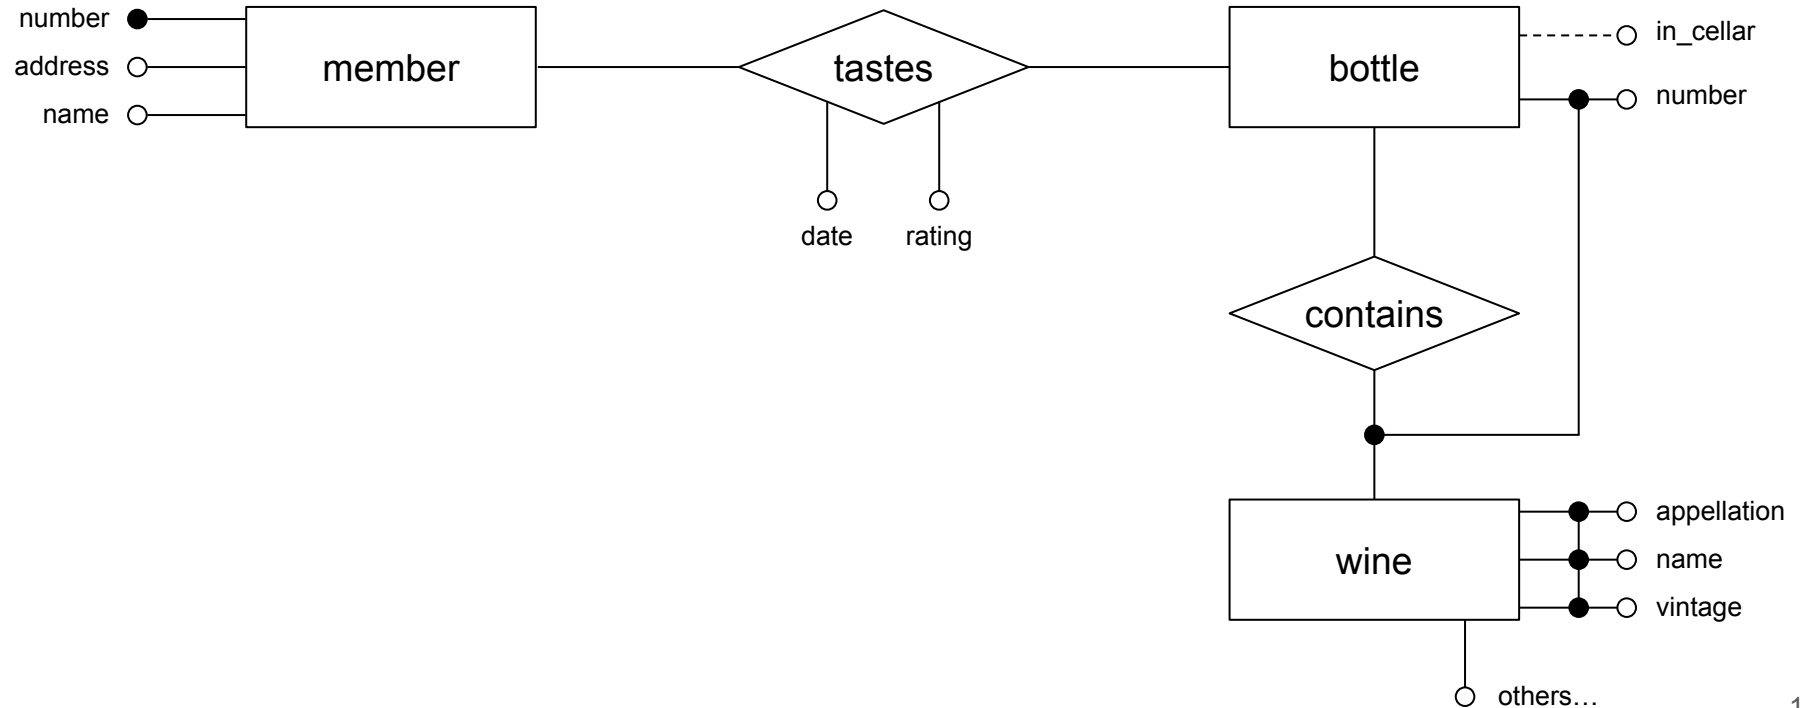 number
address
name
member
tastes
date
rating
bottle
in_cellar
number
contains
wine
appellation
name
vintage
others…
1